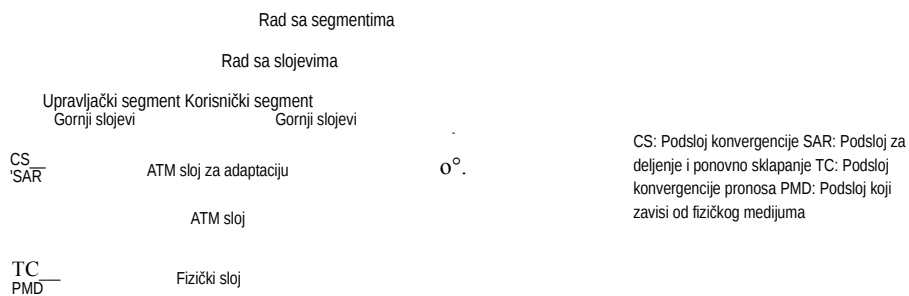 Rad sa segmentima
Rad sa slojevima
Upravljački segment Korisnički segment
Gornji slojevi Gornji slojevi
-
CS__
'SAR
ATM sloj za adaptaciju
o°.
ATM sloj
TC__
PMD
Fizički sloj
CS: Podsloj konvergencije SAR: Podsloj za
deljenje i ponovno sklapanje TC: Podsloj
konvergencije pronosa PMD: Podsloj koji
zavisi od fizičkog medijuma